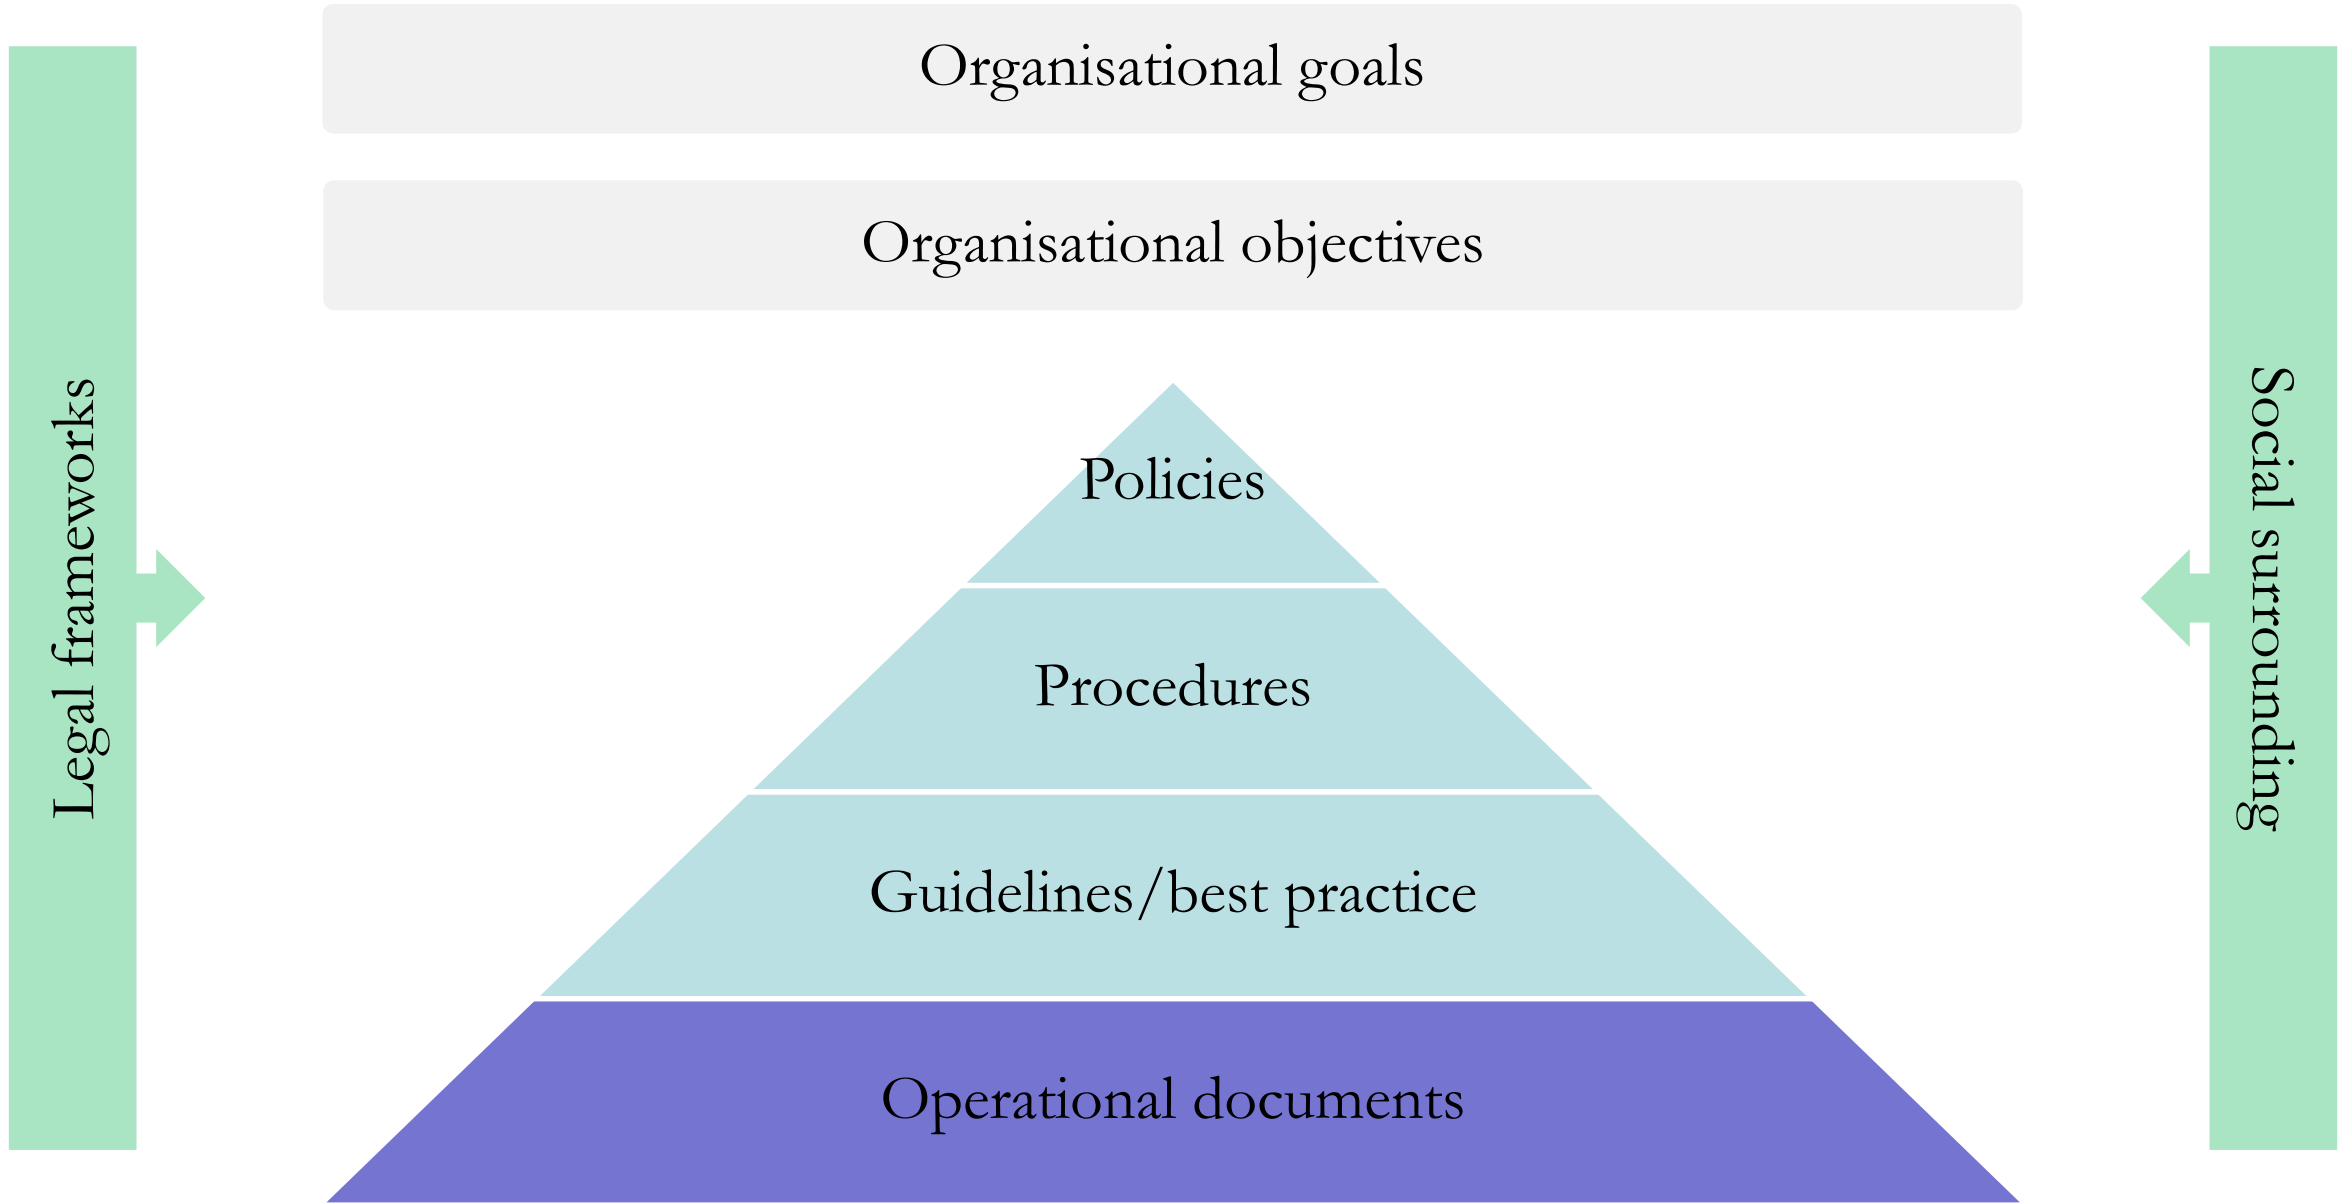 Organisational goals
Organisational objectives
Legal frameworks
Policies
Procedures
Guidelines/best practice
Operational documents
Social surrounding